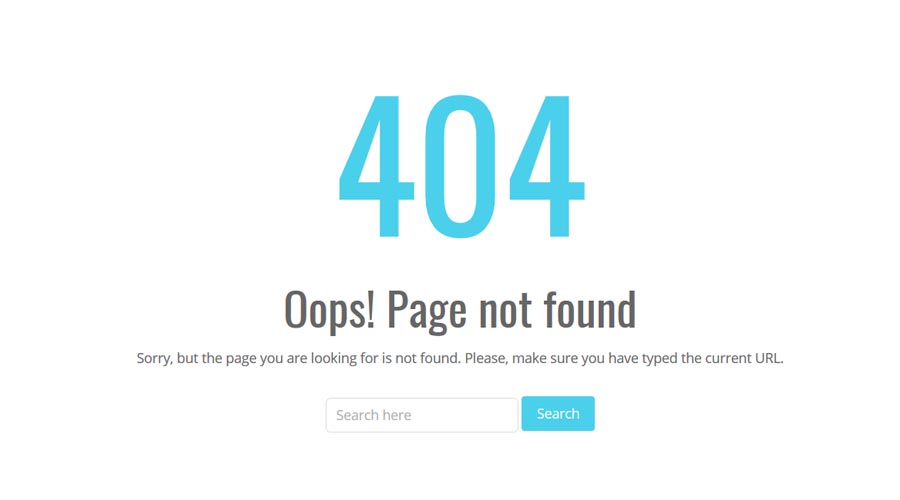 404
Oops! Page not found
Sorry, but the page you are looking for is not found. Please, make sure you have typed the current URL.
Search here
Search